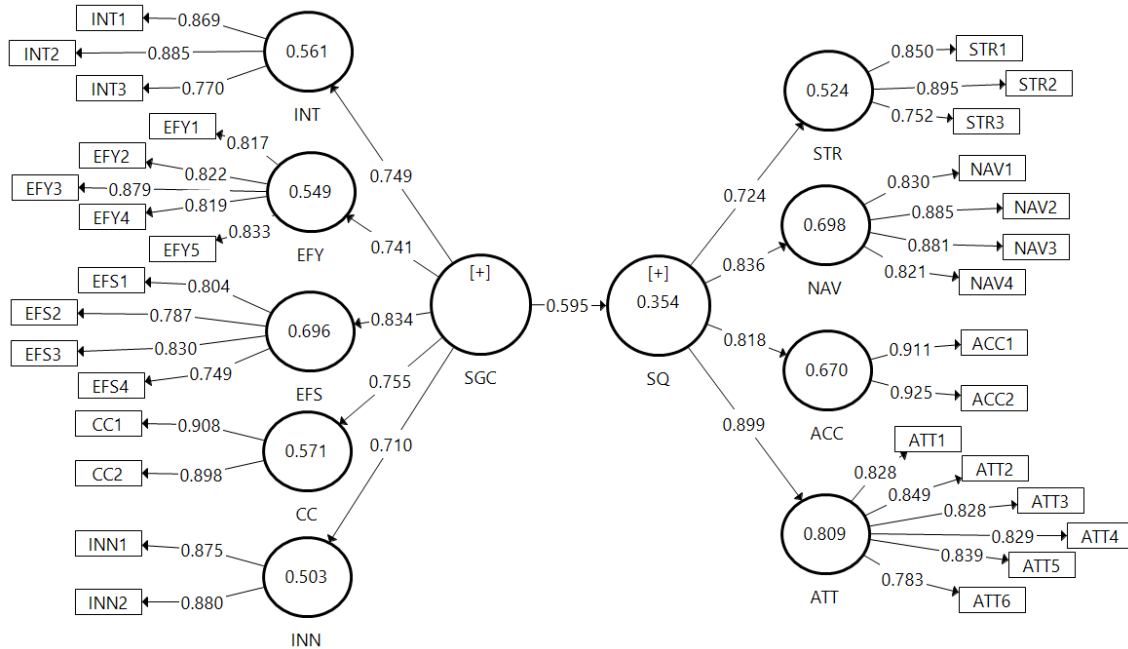 INT1
0.869
INT2
0.885
INT3
0.770
0.561
INT
EFY1
0.817
EFY2
0.822
EFY3
0.879
EFY4
0.819
EFY5
0.833
0.549
EFY
EFS1
0.804
EFS2
0.787
EFS3
0.830
EFS4
0.749
0.696
EFS
CC1
0.908
CC2
0.898
0.571
CC
INN1
0.875
INN2
0.880
0.503
INN
0.749
0.741
0.834
0.755
0.710
[+]
SGC
0.595
[+]
0.354
SQ
0.724
0.836
0.818
0.899
0.524
STR
0.850
STR1
0.895
STR2
0.752
STR3
0.698
NAV
0.830
NAV1
0.885
NAV2
0.881
NAV3
0.821
NAV4
0.670
ACC
0.911
ACC1
0.925
ACC2
0.809
ATT
0.828
ATT1
0.849
ATT2
0.828
ATT3
0.829
ATT4
0.839
ATT5
0.783
ATT6